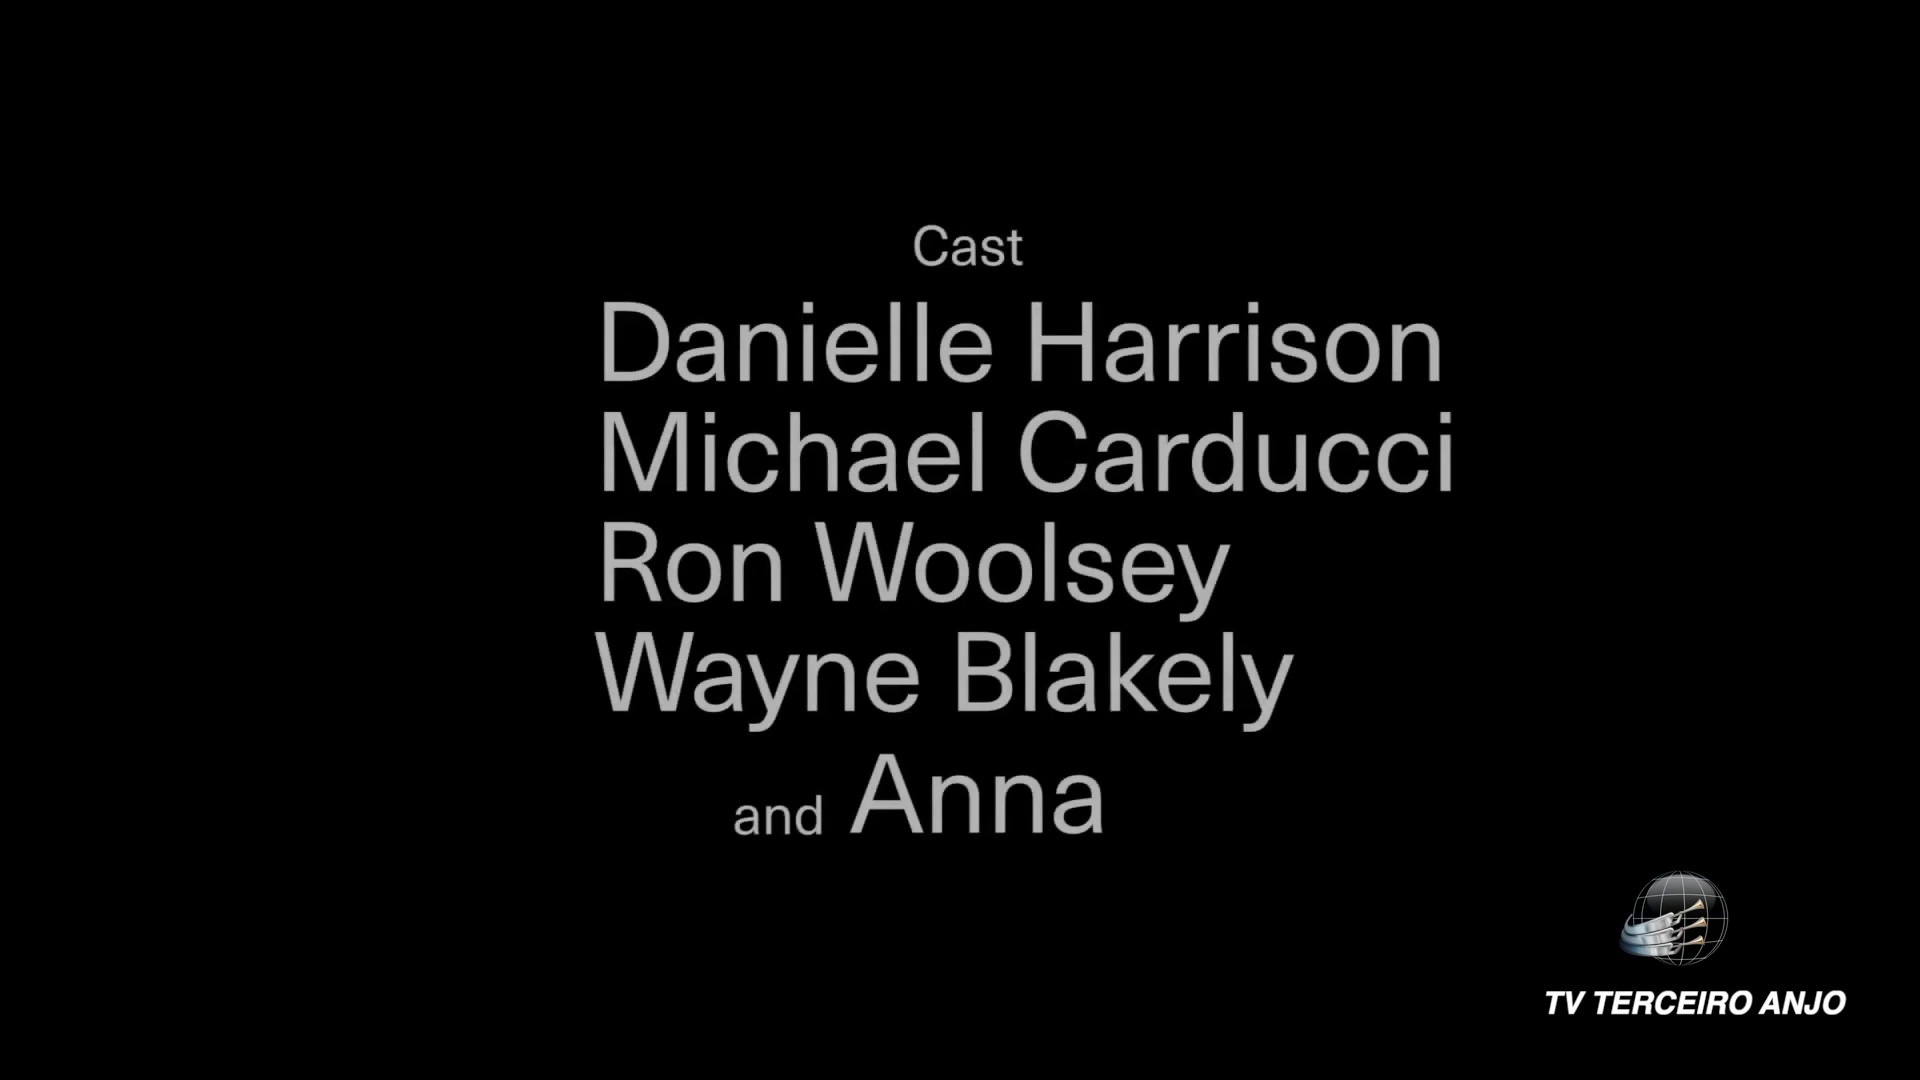 Cast
Danielle Harrison
Michael Carducci
Ron Woolsey
Wayne Blakely
and Anna
TV TERCEIRO ANJO